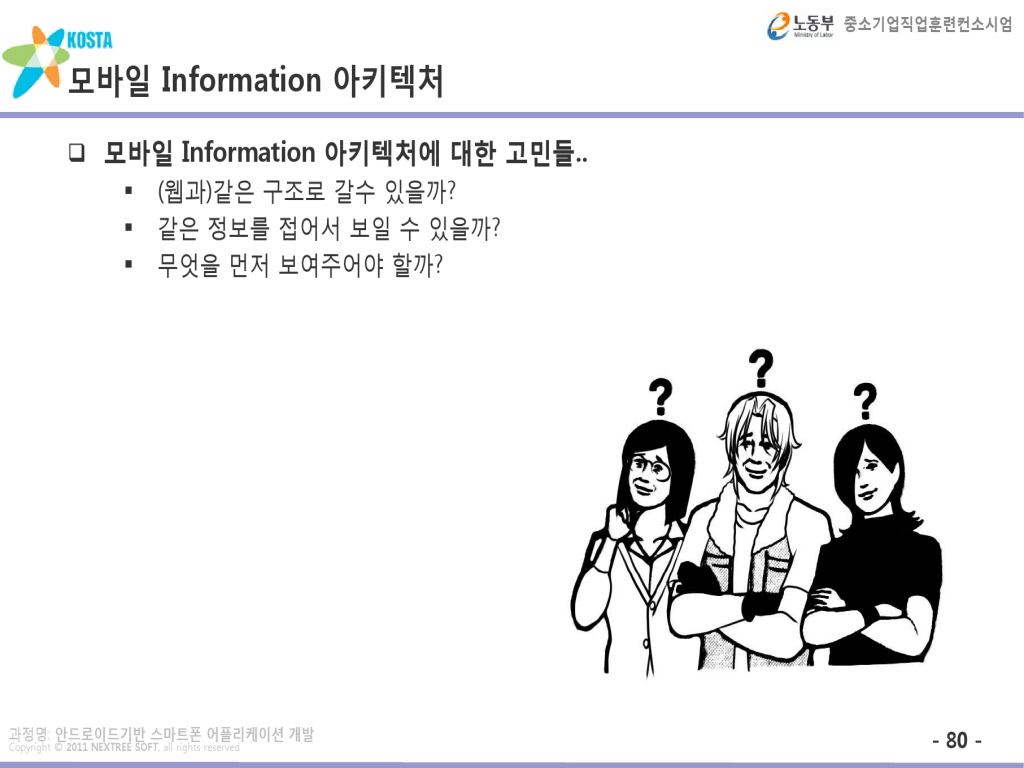 노동부 중소기업직업훈련컨소시엄
Ministry of Labor
KOSTA
모바일 Information 아키텍처
❑ 모바일 Information 아키텍처에 대한 고민들..
▪ (웹과)같은 구조로 갈수 있을까?
▪ 같은 정보를 접어서 보일 수 있을까?
▪ 무엇을 먼저 보여주어야 할까?
? ? ?
과정명: 안드로이드기반 스마트폰 어플리케이션 개발
Copyright © 2011 NEXTREE SOFT, all rights reserved
- 80 -